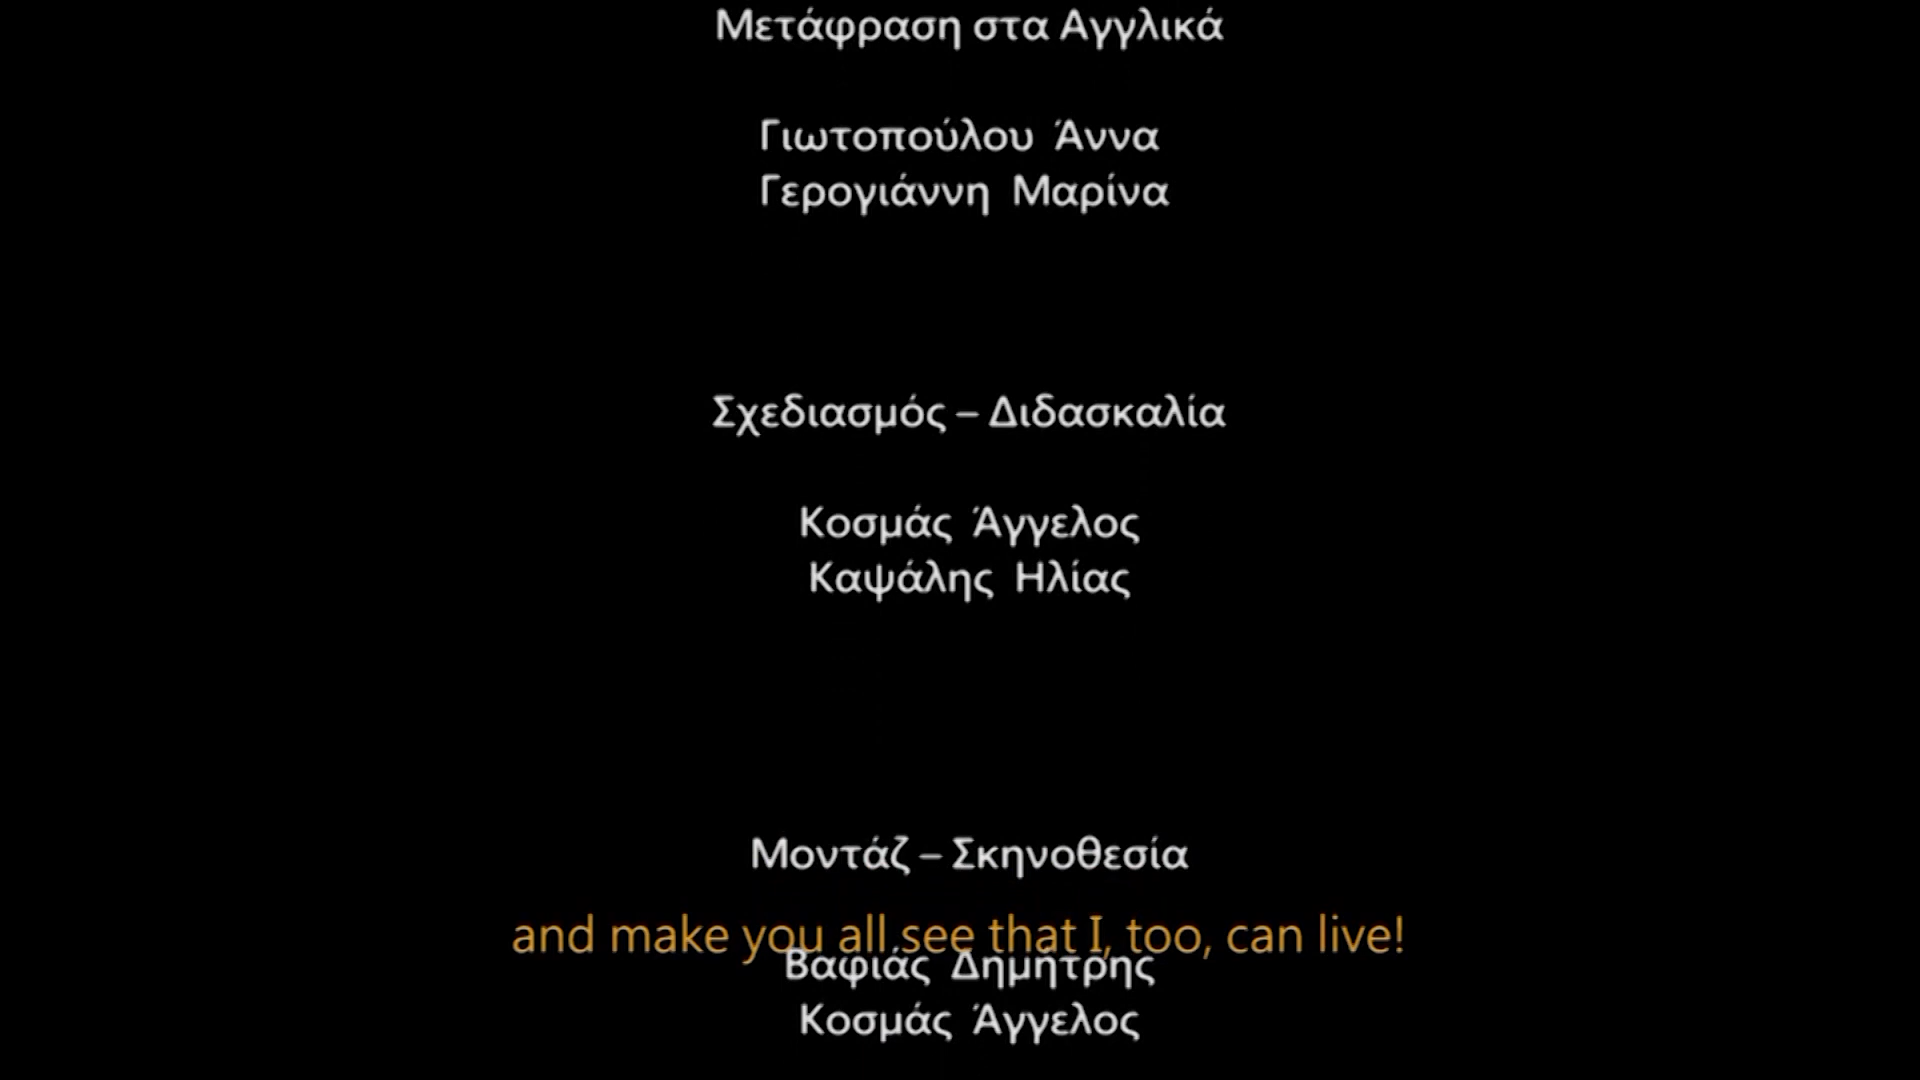 Μετάφραση στα Αγγλικά
Γιωτοπούλου Άννα
Γερογιάννη Μαρίνα
Σχεδιασμός – Διδασκαλία
Κοσμάς Άγγελος
Καψάλης Ηλίας
Μοντάζ – Σκηνοθεσία
and make you all see that I, too, can live!
Βαφιάς Δημήτρης
Κοσμάς Άγγελος